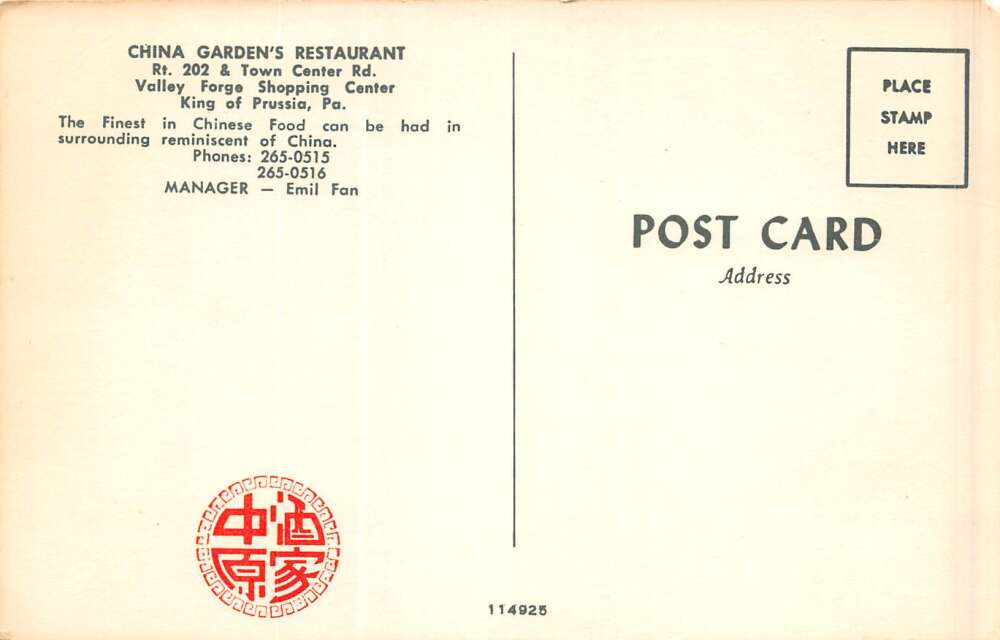 CHINA GARDEN'S RESTAURANT
Rt. 202 & Town Center Rd.
Valley Forge Shopping Center
King of Prussia, Pa.
The Finest in Chinese Food can be had in
surrounding reminiscent of China.
Phones: 265-0515
265-0516
MANAGER — Emil Fan
中原
酒家
114925
PLACE
STAMP
HERE
POST CARD
Address